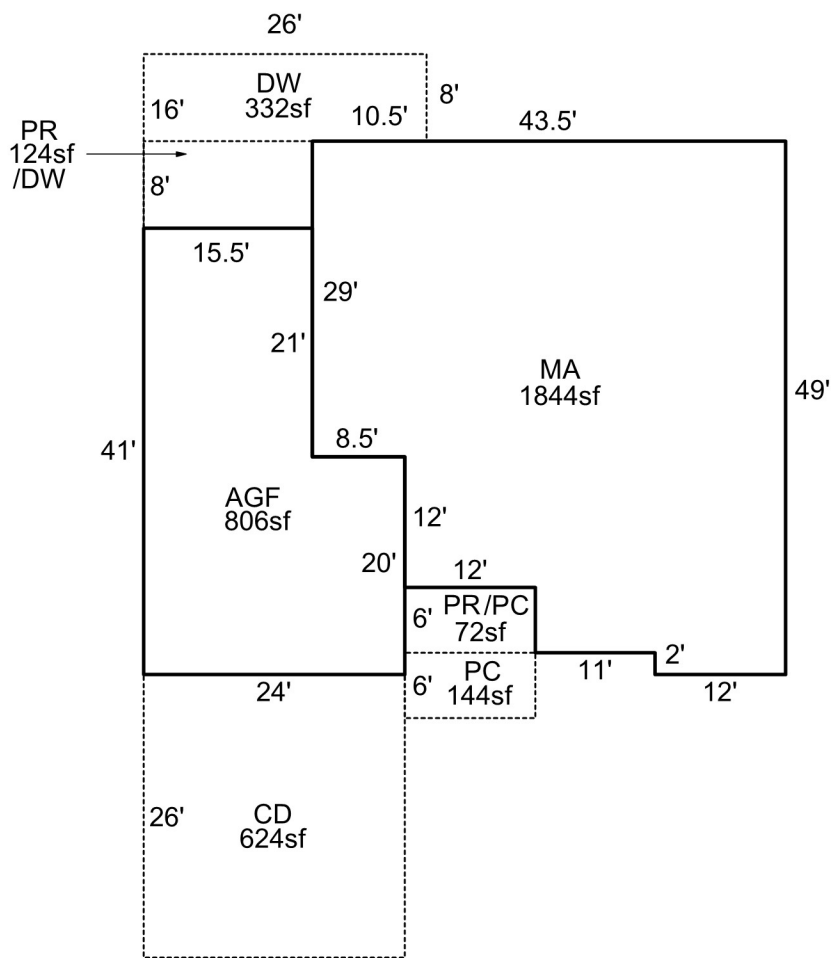 26'
DW
332sf
16'
8'
10.5'
43.5'
PR
124sf
/DW
8'
15.5'
29'
21'
MA
1844sf
49'
8.5'
41'
AGF
806sf
12'
20'
12'
PR/PC
72sf
6'
2'
11'
PC
144sf
6'
24'
12'
26'
CD
624sf